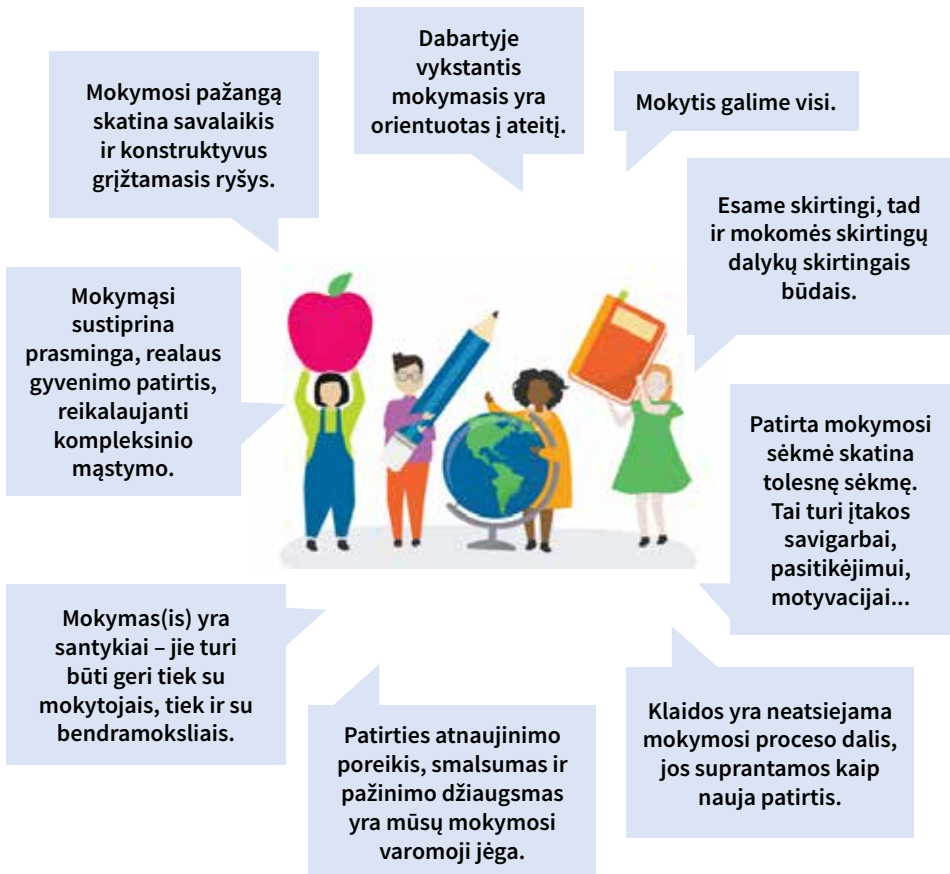 Mokymosi pažangą
skatina savalaikis
ir konstruktyvus
grįžtamasis ryšys.
Dabartyje
vykstantis
mokymasis yra
orientuotas į ateitį.
Mokytis galime visi.
Esame skirtingi, tad
ir mokomės skirtingų
dalykų skirtingais
būdais.
Mokymąsi
sustiprina
prasminga, realaus
gyvenimo patirtis,
reikalaujanti
kompleksinio
mąstymo.
Patirta mokymosi
sėkmė skatina
tolesnę sėkmę.
Tai turi įtakos
savigarbai,
pasitikėjimui,
motyvacijai...
Mokymas(is) yra
santykiai – jie turi
būti geri tiek su
mokytojais, tiek ir su
bendramoksliais.
Patirties atnaujinimo
poreikis, smalsumas ir
pažinimo džiaugsmas
yra mūsų mokymosi
varomoji jėga.
Klaidos yra neatsiejama
mokymosi proceso dalis,
jos suprantamos kaip
nauja patirtis.